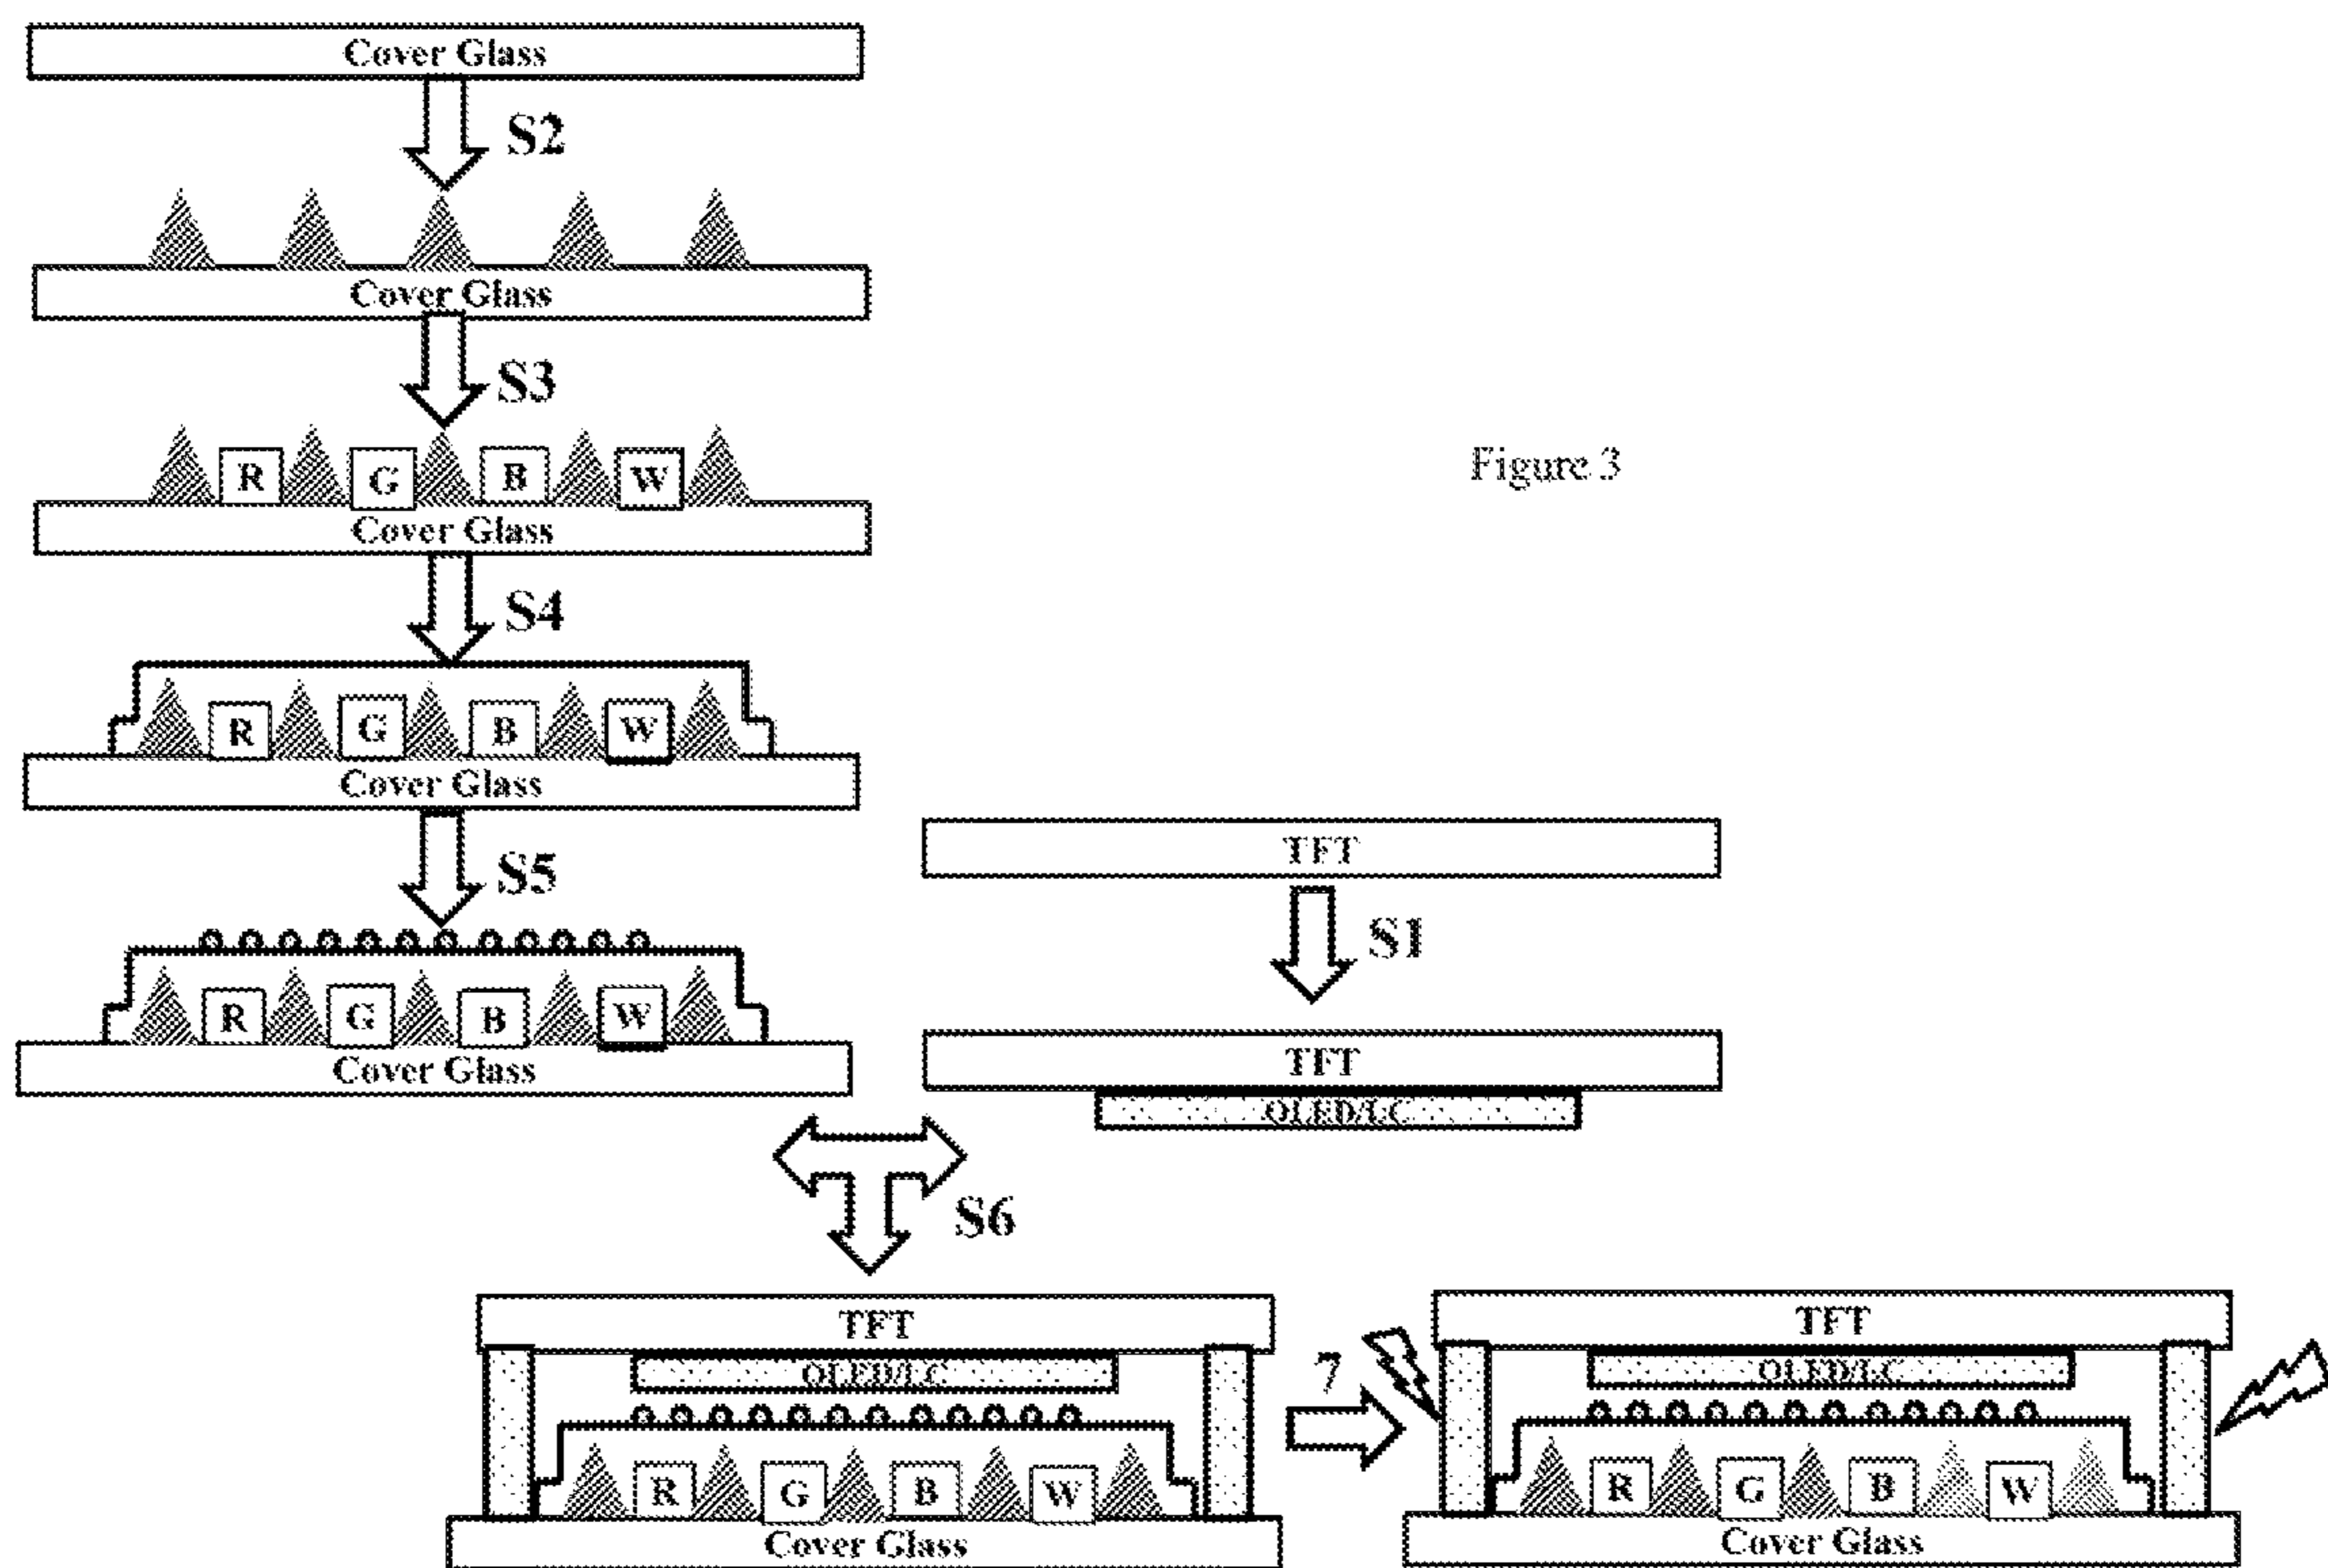 Cover Glass
S2
Cover Glass
S3
R G B W
Cover Glass
Figure 3
S4
R G B W
Cover Glass
S5
R G B W
Cover Glass
TFT
S1
TFT
OLED/LC
S6
TFT
OLED/LC
R G B W
Cover Glass
7
TFT
OLED/LC
R G B W
Cover Glass